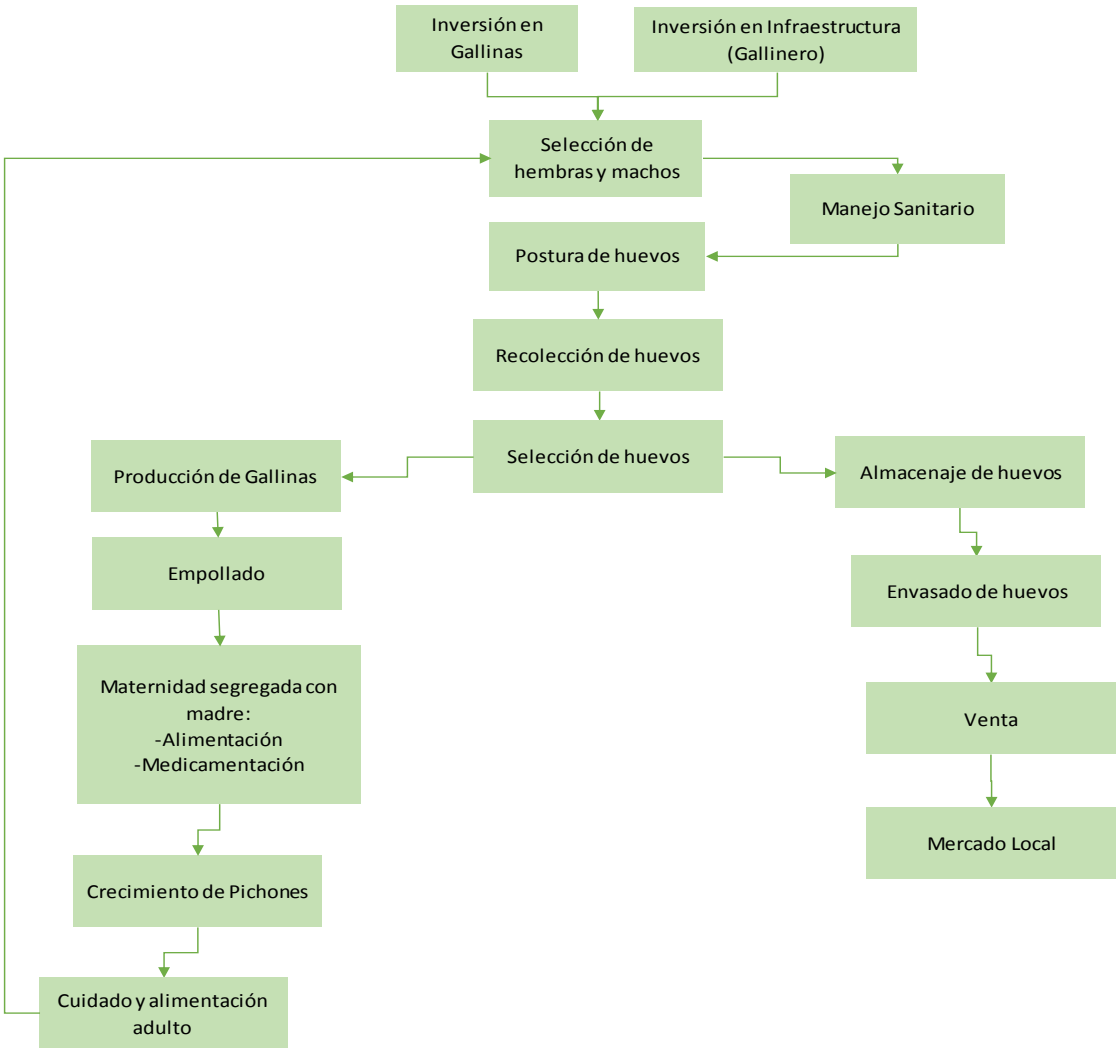 Inversión en
Gallinas
Inversión en Infraestructura
(Gallinero)
Selección de
hembras y machos
Manejo Sanitario
Postura de huevos
Recolección de huevos
Selección de huevos
Producción de Gallinas
Almacenaje de huevos
Empollado
Envasado de huevos
Maternidad segregada con
madre:
-Alimentación
-Medicamentación
Venta
Mercado Local
Crecimiento de Pichones
Cuidado y alimentación
adulto